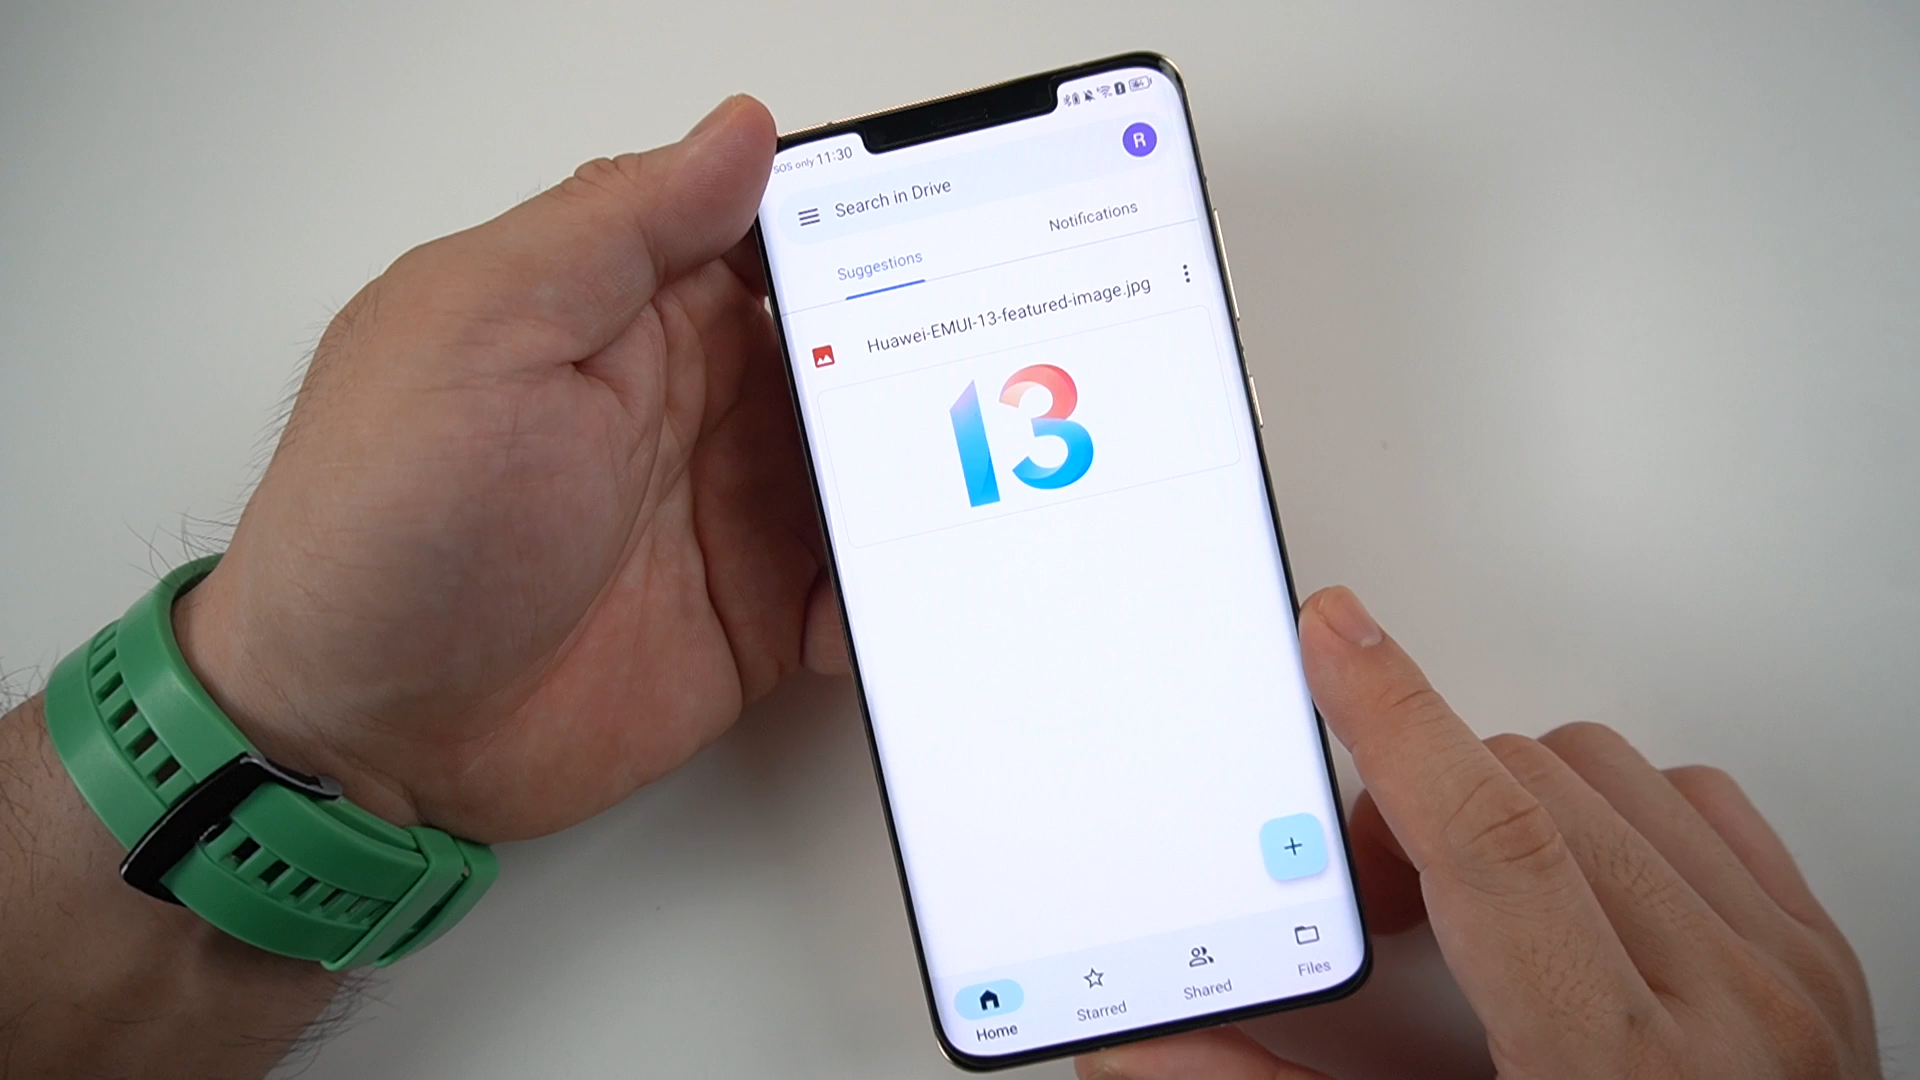 SOS only 11:30
R
Search in Drive
Suggestions
Notifications
Huawei-EMUI-13-featured-image.jpg
13
+
Home
Starred
Shared
Files